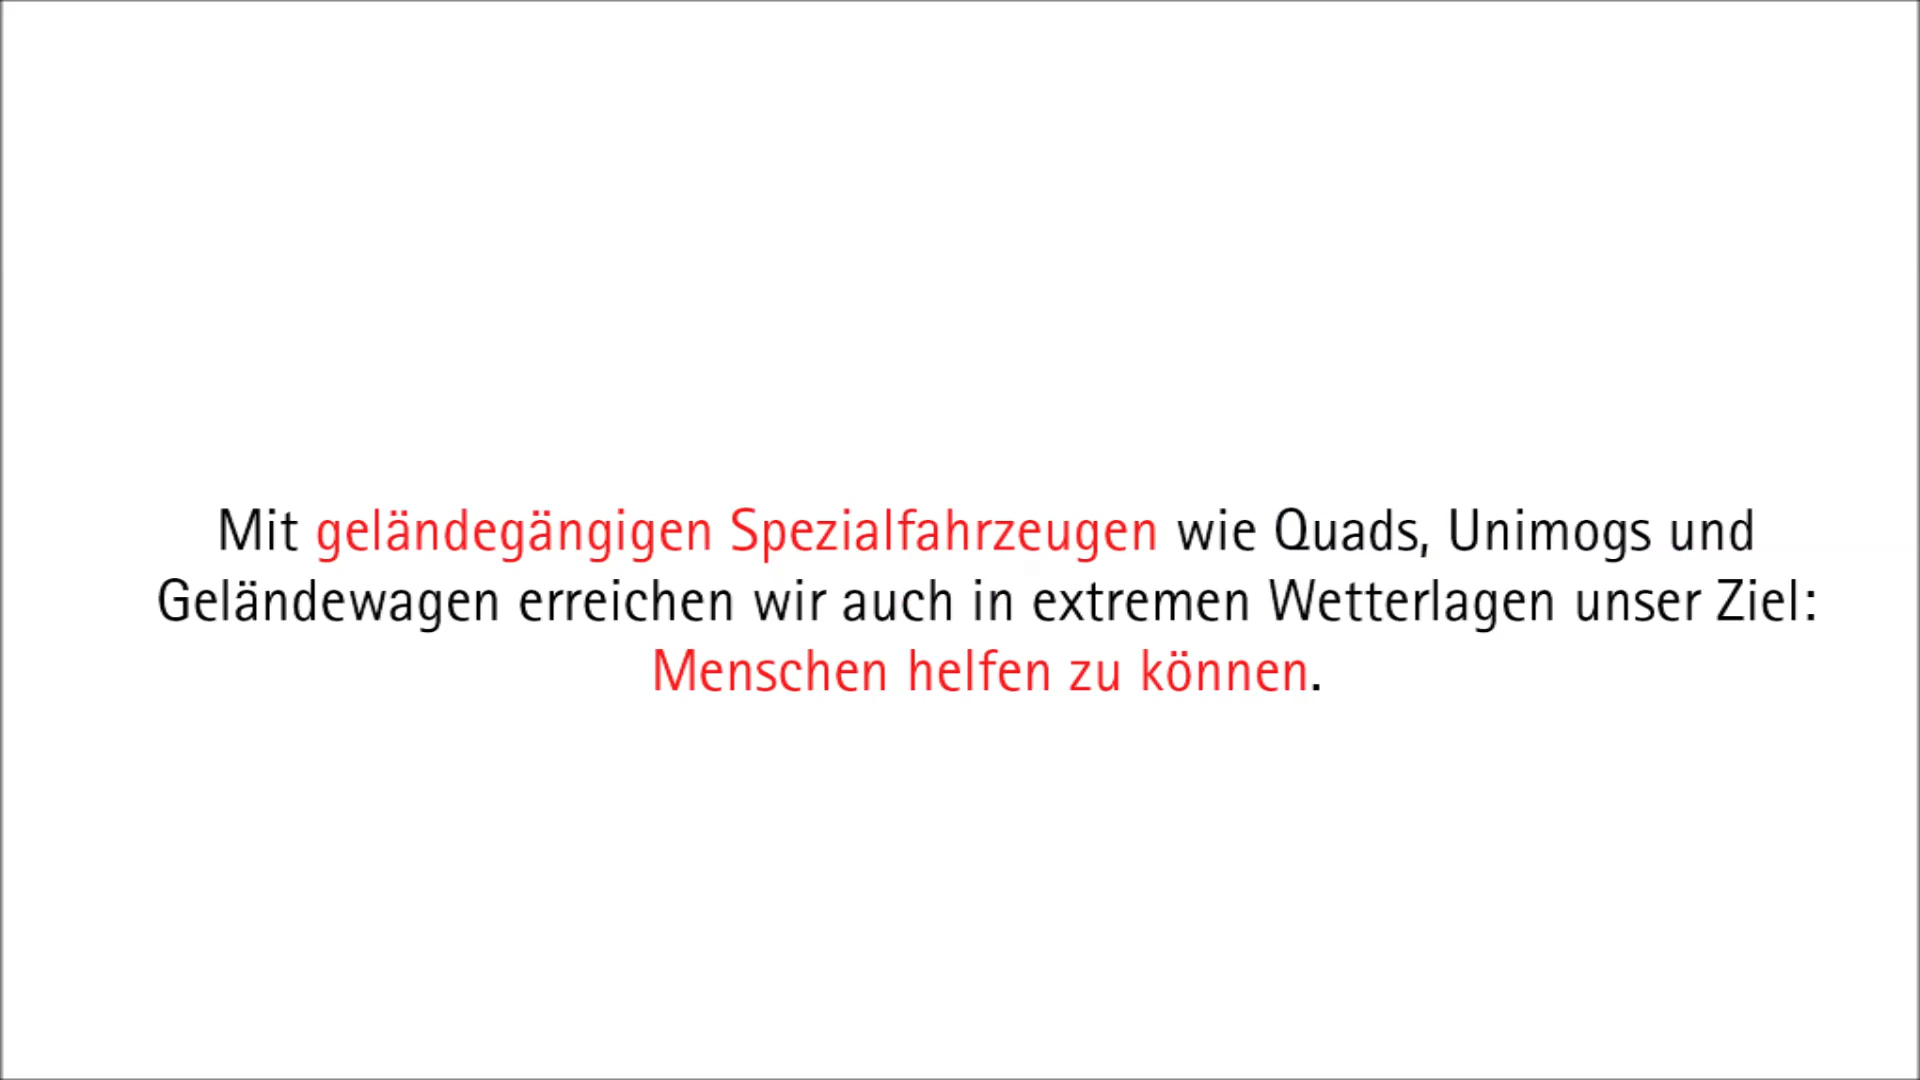 Mit geländegängigen Spezialfahrzeugen wie Quads, Unimogs und
Geländewagen erreichen wir auch in extremen Wetterlagen unser Ziel:
Menschen helfen zu können.